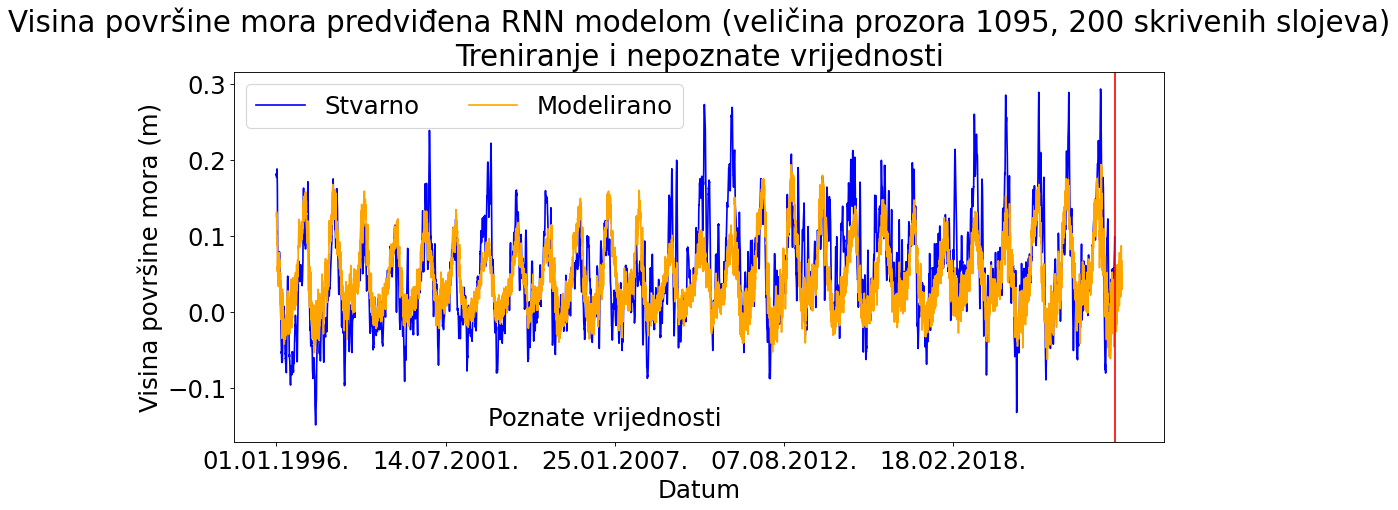 Visina površine mora predviđena RNN modelom (veličina prozora 1095, 200 skrivenih slojeva)
Treniranje i nepoznate vrijednosti
Stvarno
Modelirano
Visina površine mora (m)
0.3
0.2
0.1
0.0
−0.1
Poznate vrijednosti
01.01.1996.
14.07.2001.
25.01.2007.
07.08.2012.
18.02.2018.
Datum